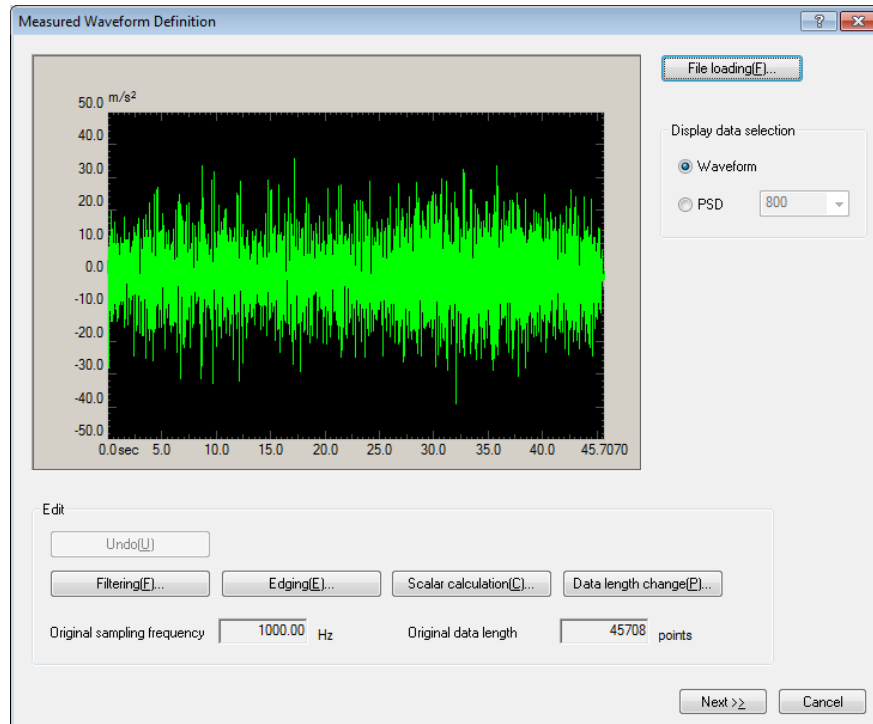 Measured Waveform Definition
File loading(F)...
50.0 m/s²
40.0
30.0
20.0
10.0
0.0
-10.0
-20.0
-30.0
-40.0
-50.0
0.0sec 5.0 10.0 15.0 20.0 25.0 30.0 35.0 40.0 45.7070
Display data selection
Waveform
PSD 800
Edit
Undo(U)
Filtering(F)... Edging(E)... Scalar calculation(C)... Data length change(P)...
Original sampling frequency 1000.00 Hz Original data length 45708 points
Next >> Cancel